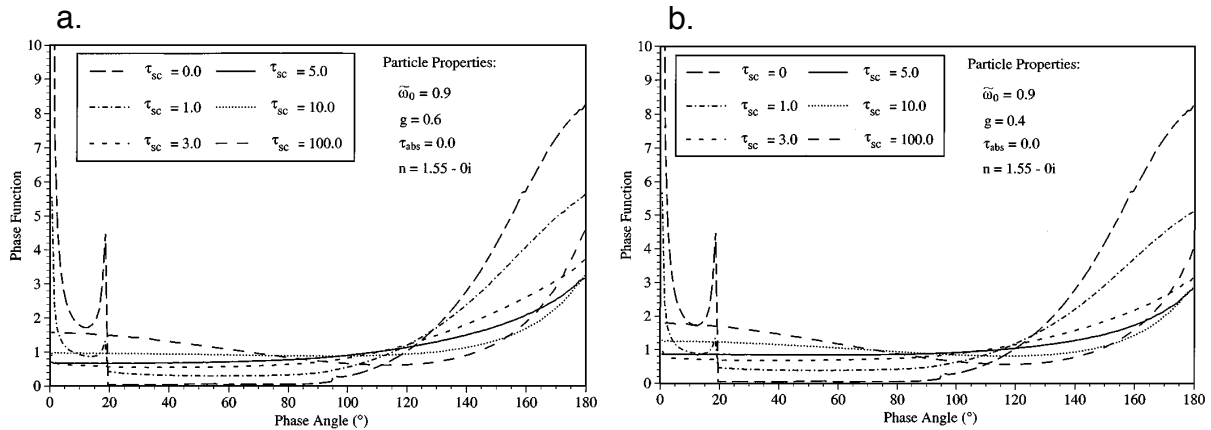 a.
Phase Function
10
9
8
7
6
5
4
3
2
1
0
τsc = 0.0
τsc = 5.0
τsc = 1.0
τsc = 10.0
τsc = 3.0
τsc = 100.0
Particle Properties:
ω̃0 = 0.9
g = 0.6
τabs = 0.0
n = 1.55 - 0i
0 20 40 60 80 100 120 140 160 180
Phase Angle (°)
b.
Phase Function
10
9
8
7
6
5
4
3
2
1
0
τsc = 0
τsc = 5.0
τsc = 1.0
τsc = 10.0
τsc = 3.0
τsc = 100.0
Particle Properties:
ω̃0 = 0.9
g = 0.4
τabs = 0.0
n = 1.55 - 0i
0 20 40 60 80 100 120 140 160 180
Phase Angle (°)